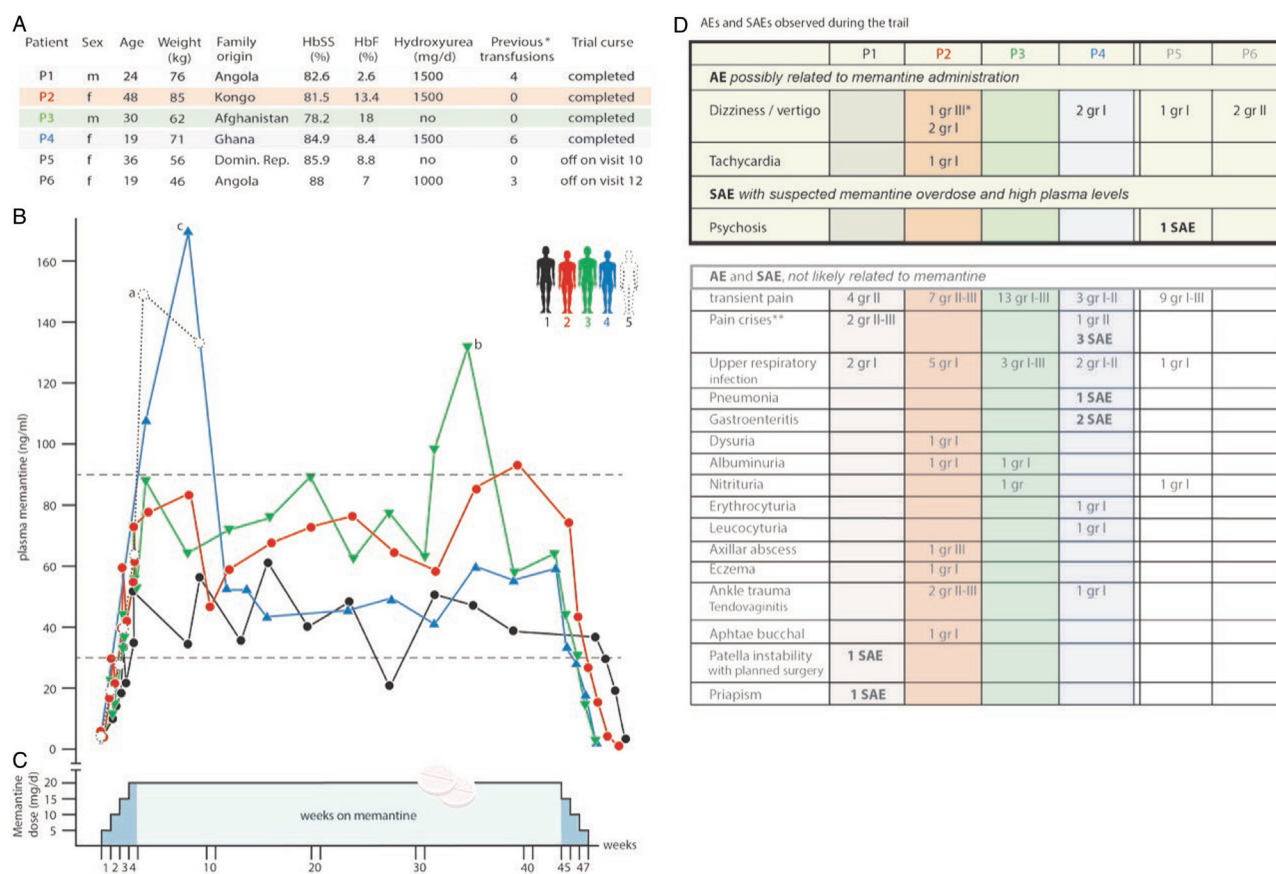 A
Patient Sex Age Weight (kg) Family origin HbSS (%) HbF (%) Hydroxyurea (mg/d) Previous* transfusions Trial curse
P1 m 24 76 Angola 82.6 2.6 1500 4 completed
P2 f 48 85 Kongo 81.5 13.4 1500 0 completed
P3 m 30 62 Afghanistan 78.2 18 no 0 completed
P4 f 19 71 Ghana 84.9 8.4 1500 6 completed
P5 f 36 56 Domin. Rep. 85.9 8.8 no 0 off on visit 10
P6 f 19 46 Angola 88 7 1000 3 off on visit 12
B
plasma memantine (ng/ml)
160
140
120
100
80
60
40
20
0
a
c
b
1 2 3 4 5
C
Memantine dose (mg/d)
20
15
10
5
weeks on memantine
weeks
1 2 3 4 10 20 30 40 45 47
D
AEs and SAEs observed during the trail
P1 P2 P3 P4 P5 P6
AE possibly related to memantine administration
Dizziness / vertigo 1 gr III* 2 gr I 1 gr I 2 gr II
2 gr I
Tachycardia 1 gr I
SAE with suspected memantine overdose and high plasma levels
Psychosis 1 SAE
AE and SAE, not likely related to memantine
transient pain 4 gr II 7 gr II-III 13 gr I-III 3 gr I-II 9 gr I-III
Pain crises** 2 gr II-III 1 gr II
3 SAE
Upper respiratory 2 gr I 5 gr I 3 gr I-III 2 gr I-II 1 gr I
infection
Pneumonia 1 SAE
Gastroenteritis 2 SAE
Dysuria 1 gr I
Albuminuria 1 gr I 1 gr I
Nitrituria 1 gr 1 gr I
Erythrocyturia 1 gr I
Leucocyturia 1 gr I
Axillar abscess 1 gr III
Eczema 1 gr I
Ankle trauma 2 gr II-III 1 gr I
Tendovaginitis
Aphtae bucchal 1 gr I
Patella instability 1 SAE
with planned surgery
Priapism 1 SAE